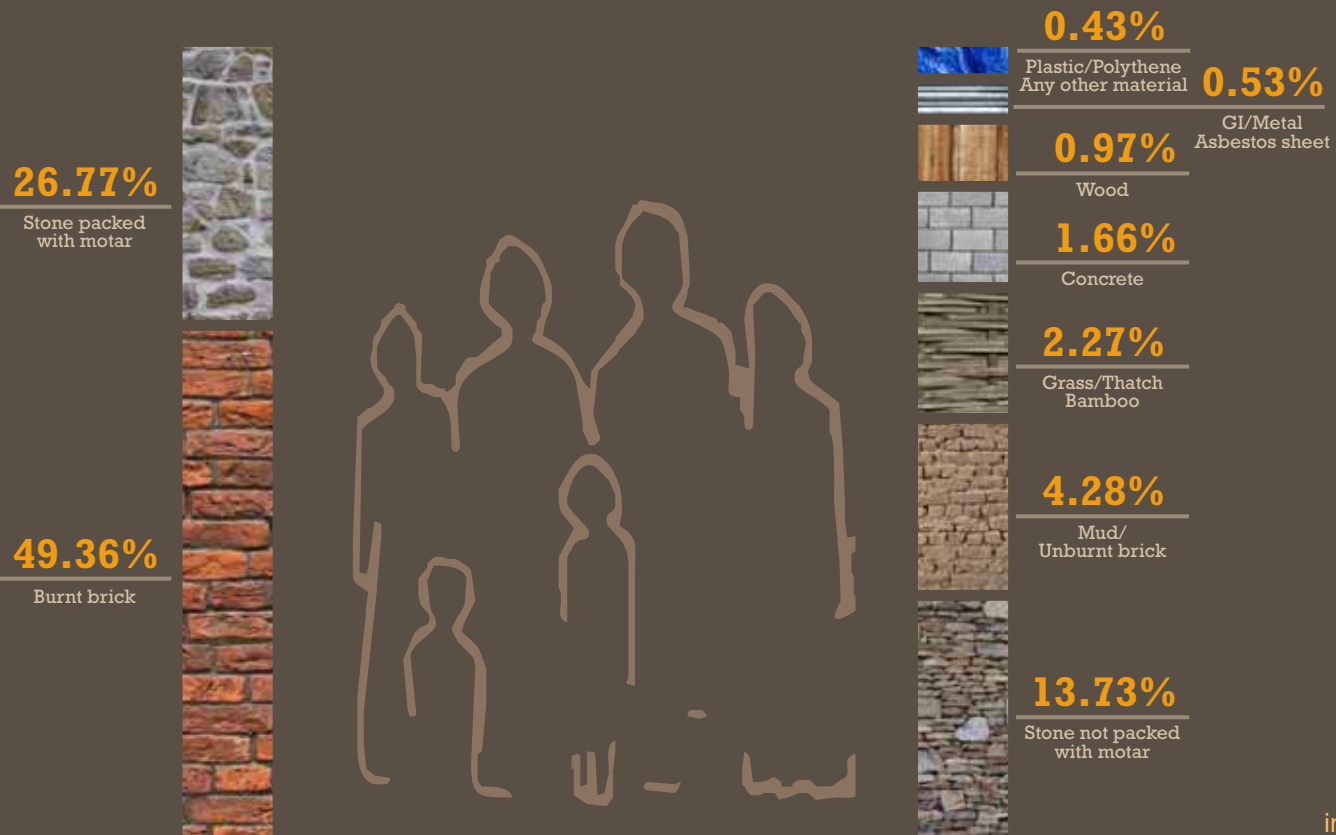 26.77%
Stone packed
with motar
49.36%
Burnt brick
0.43%
Plastic/Polythene
Any other material
0.53%
GI/Metal
Asbestos sheet
0.97%
Wood
1.66%
Concrete
2.27%
Grass/Thatch
Bamboo
4.28%
Mud/
Unburnt brick
13.73%
Stone not packed
with motar